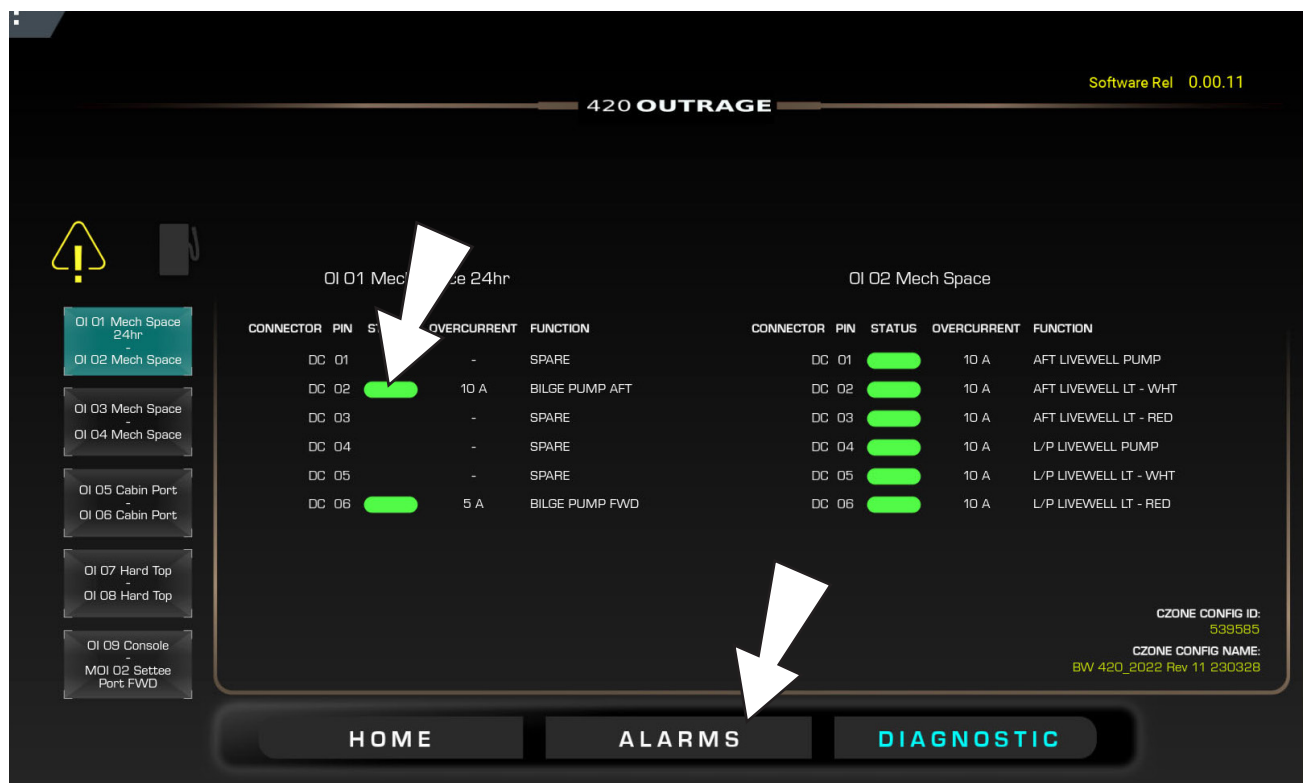 Software Rel 0.00.11
420 OUTRAGE
OI 01 Mech Space 24hr
-
OI 02 Mech Space
OI 03 Mech Space
-
OI 04 Mech Space
OI 05 Cabin Port
-
OI 06 Cabin Port
OI 07 Hard Top
-
OI 08 Hard Top
OI 09 Console
-
MOI 02 Settee
Port FWD
OI 01 24hr
CONNECTOR PIN OVERCURRENT FUNCTION
DC 01 - SPARE
DC 02 10 A BILGE PUMP AFT
DC 03 - SPARE
DC 04 - SPARE
DC 05 - SPARE
DC 06 5 A BILGE PUMP FWD
OI 02 Mech Space
CONNECTOR PIN STATUS OVERCURRENT FUNCTION
DC 01 10 A AFT LIVEWELL PUMP
DC 02 10 A AFT LIVEWELL LT - WHT
DC 03 10 A AFT LIVEWELL LT - RED
DC 04 10 A L/P LIVEWELL PUMP
DC 05 10 A L/P LIVEWELL LT - WHT
DC 06 10 A L/P LIVEWELL LT - RED
CZONE CONFIG ID:
539585
CZONE CONFIG NAME:
BW 420_2022 Rev 11 230328
HOME ALARMS DIAGNOSTIC